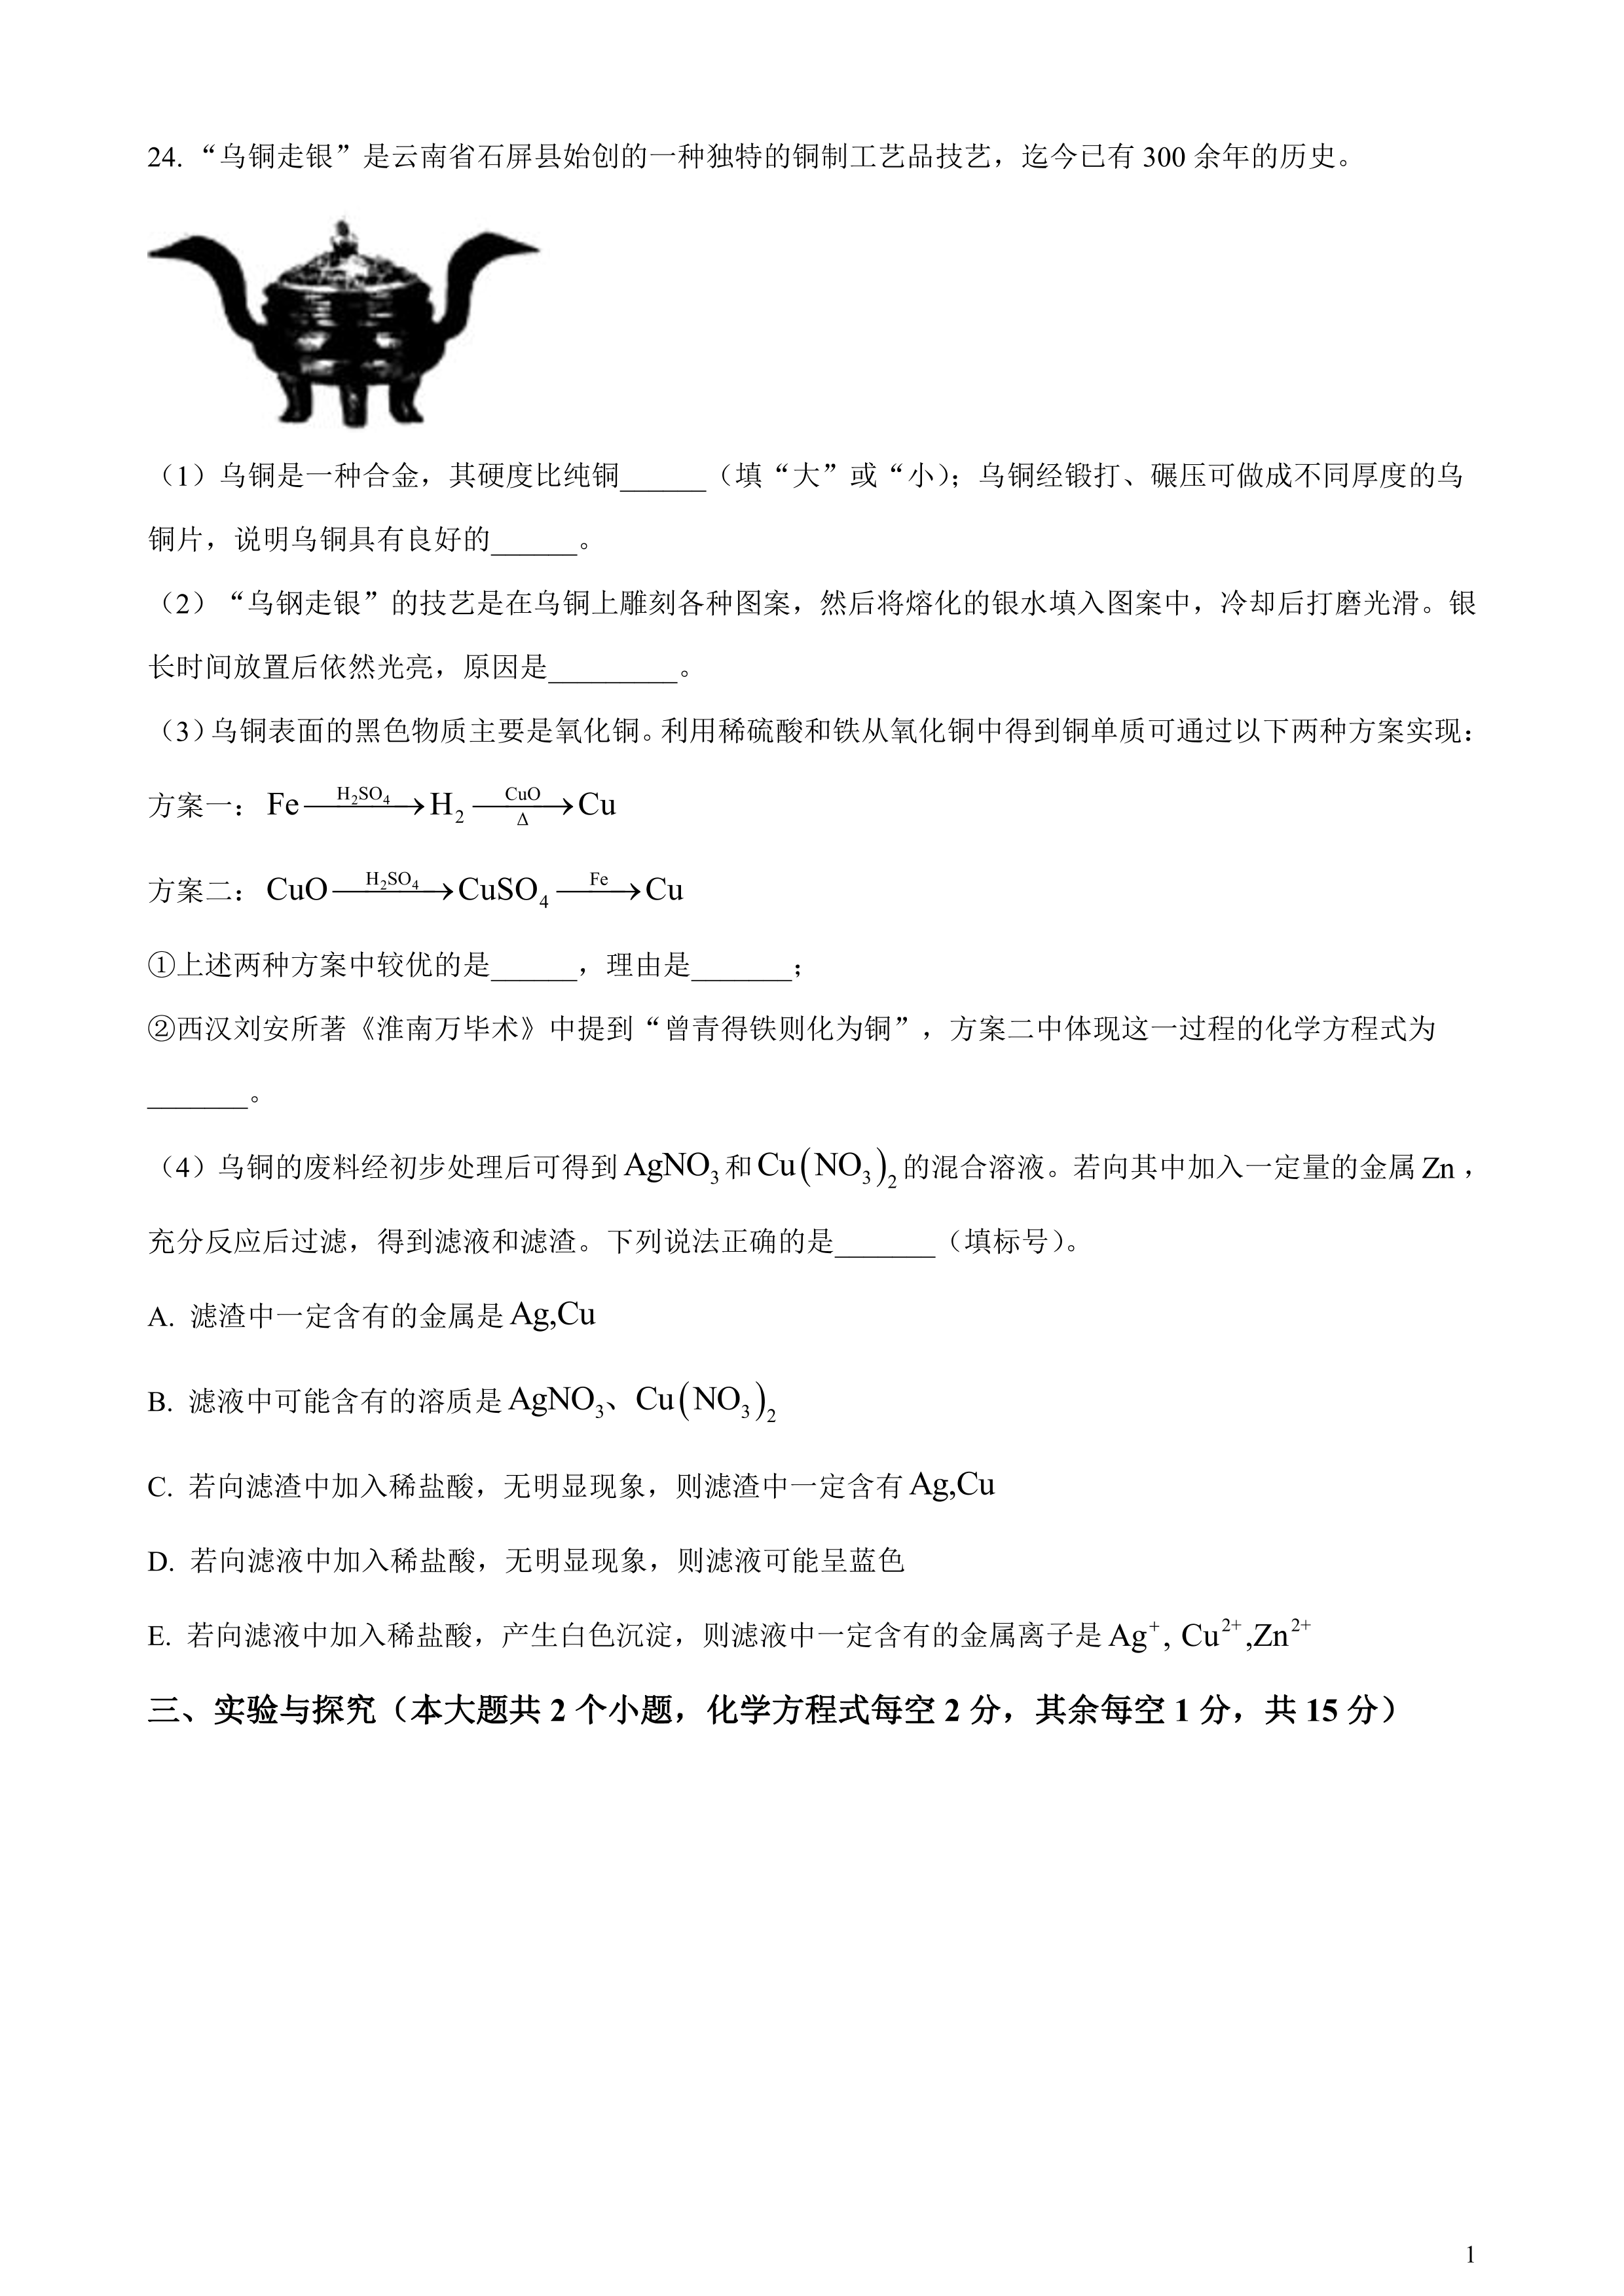 24. “乌铜走银”是云南省石屏县始创的一种独特的铜制工艺品技艺，迄今已有 300 余年的历史。
（1）乌铜是一种合金，其硬度比纯铜______（填“大”或“小）；乌铜经锻打、碾压可做成不同厚度的乌
铜片，说明乌铜具有良好的______。
（2）“乌钢走银”的技艺是在乌铜上雕刻各种图案，然后将熔化的银水填入图案中，冷却后打磨光滑。银
长时间放置后依然光亮，原因是_________。
（3）乌铜表面的黑色物质主要是氧化铜。利用稀硫酸和铁从氧化铜中得到铜单质可通过以下两种方案实现：
方案一：Fe —H₂SO₄→ H₂ —CuO/Δ→ Cu
方案二：CuO —H₂SO₄→ CuSO₄ —Fe→ Cu
①上述两种方案中较优的是______，理由是_______；
②西汉刘安所著《淮南万毕术》中提到“曾青得铁则化为铜”，方案二中体现这一过程的化学方程式为
_______。
（4）乌铜的废料经初步处理后可得到 AgNO₃ 和 Cu(NO₃)₂ 的混合溶液。若向其中加入一定量的金属 Zn，
充分反应后过滤，得到滤液和滤渣。下列说法正确的是_______（填标号）。
A. 滤渣中一定含有的金属是 Ag,Cu
B. 滤液中可能含有的溶质是 AgNO₃、Cu(NO₃)₂
C. 若向滤渣中加入稀盐酸，无明显现象，则滤渣中一定含有 Ag,Cu
D. 若向滤液中加入稀盐酸，无明显现象，则滤液可能呈蓝色
E. 若向滤液中加入稀盐酸，产生白色沉淀，则滤液中一定含有的金属离子是 Ag⁺, Cu²⁺,Zn²⁺
三、实验与探究（本大题共 2 个小题，化学方程式每空 2 分，其余每空 1 分，共 15 分）
1